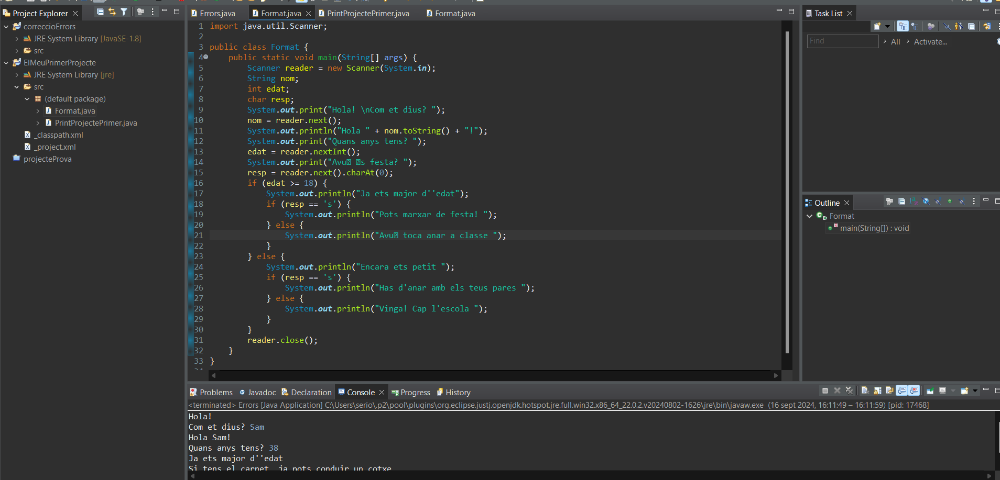 Project Explorer
correccioErrors
JRE System Library [JavaSE-1.8]
src
ElMeuPrimerProjecte
JRE System Library [jre]
src
(default package)
Format.java
PrintProjectePrimer.java
_classpath.xml
_project.xml
projecteProva
Errors.java Format.java PrintProjectePrimer.java Format.java
1 import java.util.Scanner;
2
3 public class Format {
4 public static void main(String[] args) {
5 Scanner reader = new Scanner(System.in);
6 String nom;
7 int edat;
8 char resp;
9 System.out.print("Hola! \nCom et dius? ");
10 nom = reader.next();
11 System.out.println("Hola " + nom.toString() + "!");
12 System.out.print("Quans anys tens? ");
13 edat = reader.nextInt();
14 System.out.print("Avu� �s festa? ");
15 resp = reader.next().charAt(0);
16 if (edat >= 18) {
17 System.out.println("Ja ets major d''edat");
18 if (resp == 's') {
19 System.out.println("Pots marxar de festa! ");
20 } else {
21 System.out.println("Avu� toca anar a classe ");
22 }
23 } else {
24 System.out.println("Encara ets petit ");
25 if (resp == 's') {
26 System.out.println("Has d'anar amb els teus pares ");
27 } else {
28 System.out.println("Vinga! Cap l'escola ");
29 }
30 }
31 reader.close();
32 }
33 }
Task List
Find All Activate...
Outline
Format
main(String[]) : void
Problems Javadoc Declaration Console Progress History
<terminated> Errors [Java Application] C:\Users\serio\.p2\pool\plugins\org.eclipse.justj.openjdk.hotspot.jre.full.win32.x86_64_22.0.2.v20240802-1626\jre\bin\javaw.exe (16 sept 2024, 16:11:49 – 16:11:59) [pid: 17468]
Hola!
Com et dius? Sam
Hola Sam!
Quans anys tens? 38
Ja ets major d''edat
Si tens el carnet, ja pots conduir un cotxe